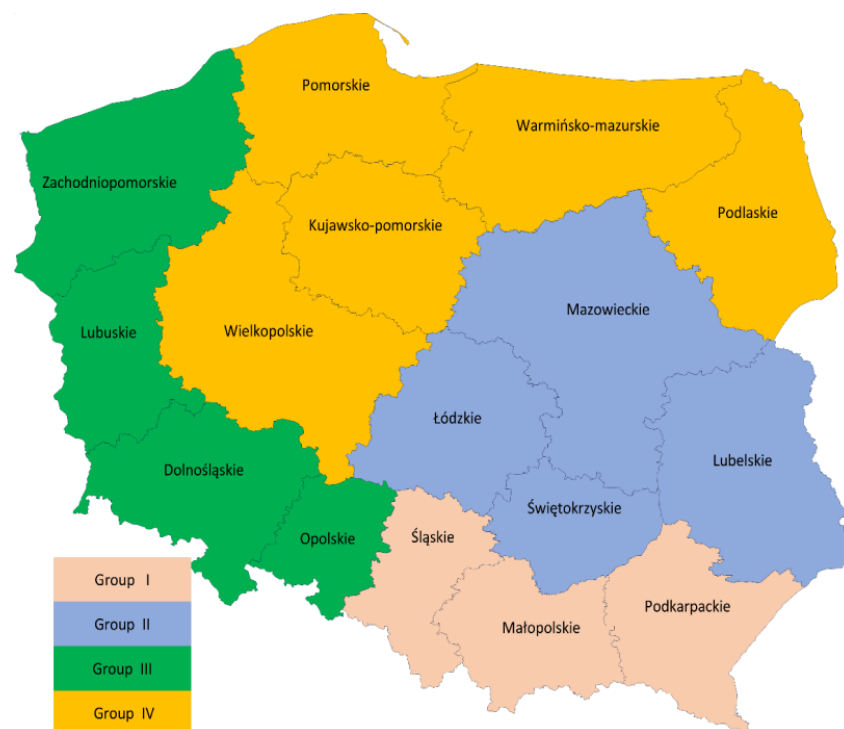 Pomorskie
Warmińsko-mazurskie
Zachodniopomorskie
Kujawsko-pomorskie
Podlaskie
Mazowieckie
Lubuskie
Wielkopolskie
Łódzkie
Dolnośląskie
Lubelskie
Świętokrzyskie
Opolskie
Śląskie
Podkarpackie
Małopolskie
Group I
Group II
Group III
Group IV